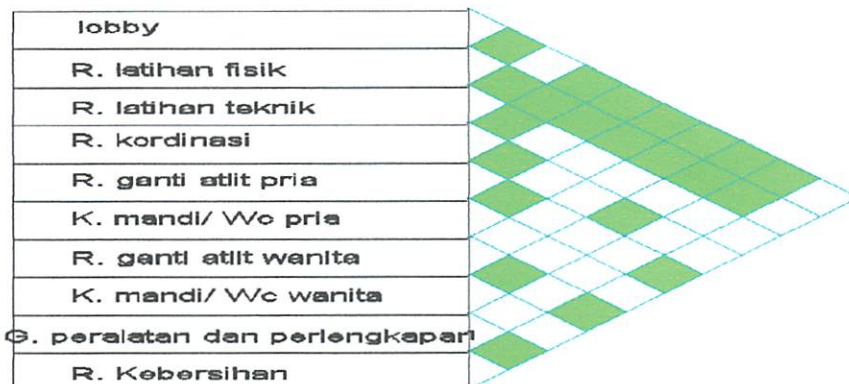 lobby
R. latihan fisik
R. latihan teknik
R. kordinasi
R. ganti atlit pria
K. mandi/ Wc pria
R. ganti atlit wanita
K. mandi/ Wc wanita
G. peralatan dan perlengkapan
R. Kebersihan